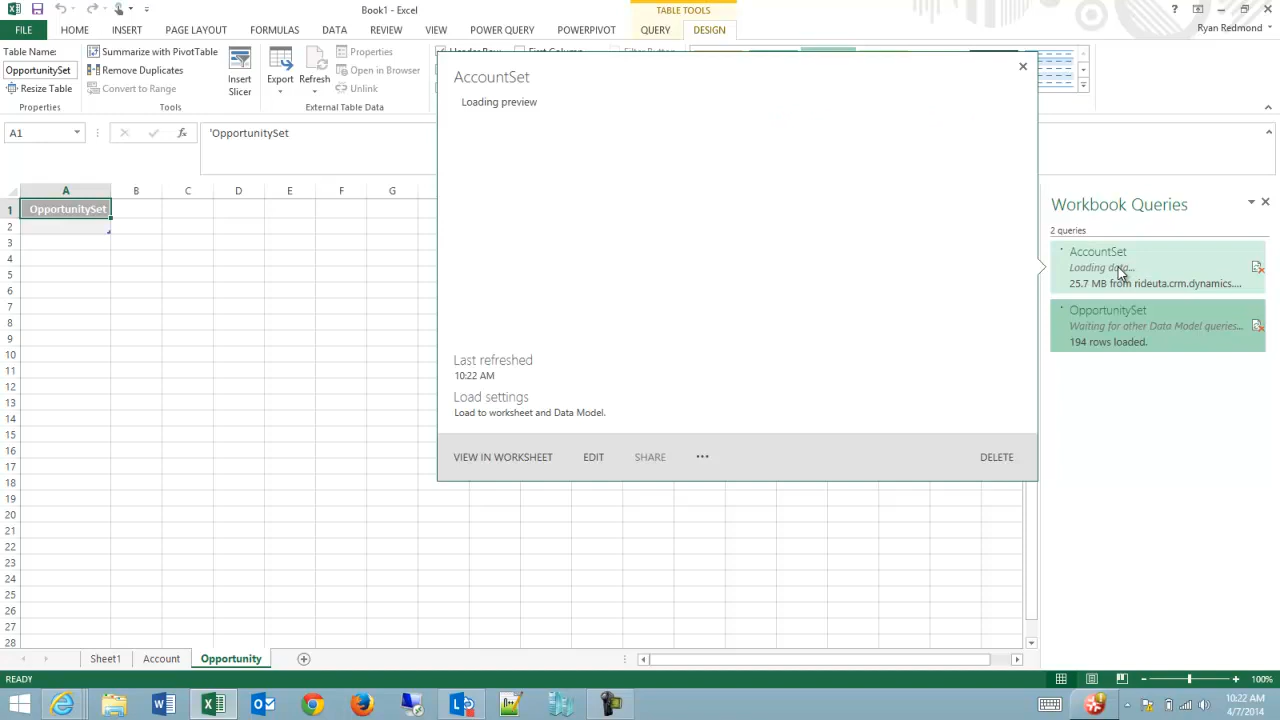 Book1 - Excel
TABLE TOOLS
Ryan Redmond
FILE HOME INSERT PAGE LAYOUT FORMULAS DATA REVIEW VIEW POWER QUERY POWERPIVOT QUERY DESIGN
Table Name:
OpportunitySet
Resize Table
Properties
Summarize with PivotTable
Remove Duplicates
Convert to Range
Tools
Insert
Slicer
Export
Refresh
Properties
Open in Browser
Unlink
External Table Data
A1
'OpportunitySet
A B C D E F G
1 OpportunitySet
2
3
4
5
6
7
8
9
10
11
12
13
14
15
16
17
18
19
20
21
22
23
24
25
26
27
28
AccountSet
Loading preview
Last refreshed
10:22 AM
Load settings
Load to worksheet and Data Model.
VIEW IN WORKSHEET EDIT SHARE ••• DELETE
Workbook Queries
2 queries
AccountSet
Loading data...
25.7 MB from rideuta.crm.dynamics....
OpportunitySet
Waiting for other Data Model queries...
194 rows loaded.
Sheet1 Account Opportunity
READY
100%
10:22 AM
4/7/2014